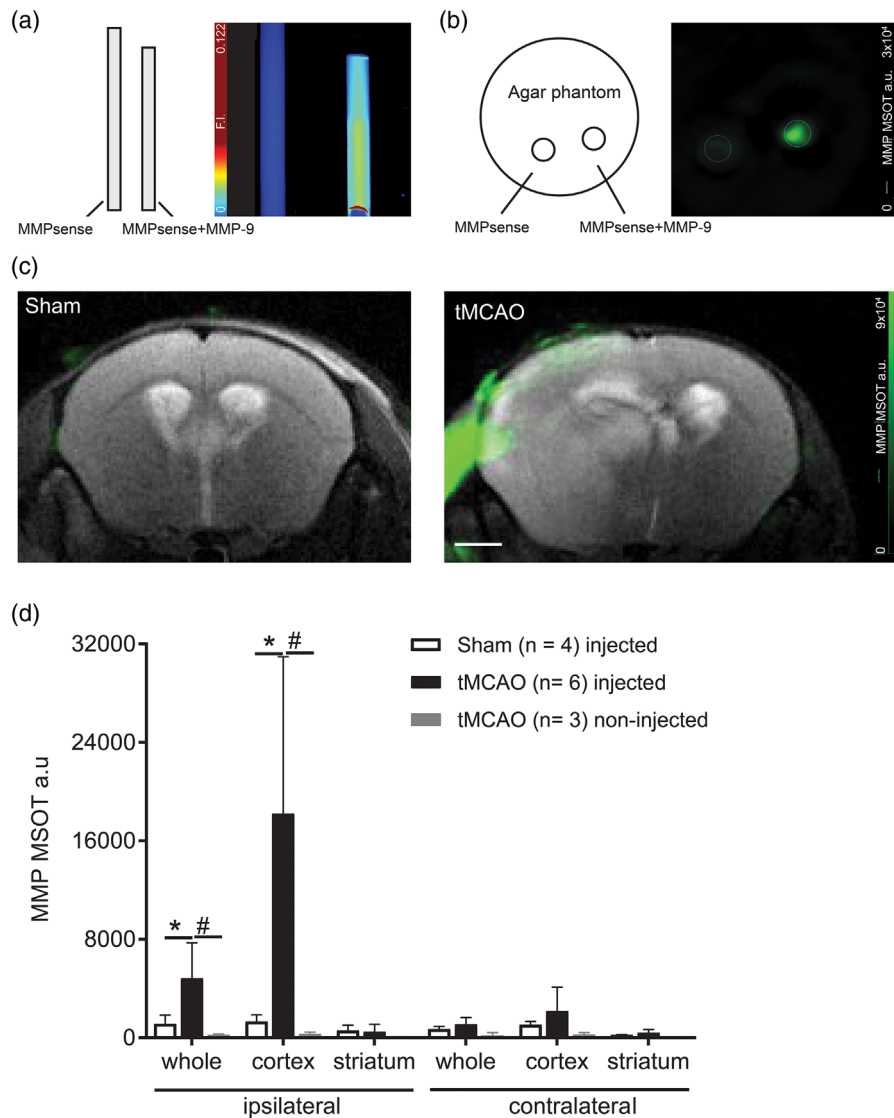 (a)
0.122
F.I.
0
MMPsense
MMPsense+MMP-9
(b)
Agar phantom
MMPsense
MMPsense+MMP-9
0 — MMP MSOT a.u. 3x10⁴
(c)
Sham
tMCAO
0 — MMP MSOT a.u. 9x10⁴
(d)
MMP MSOT a.u
32000
24000
16000
8000
0
* #
* #
Sham (n = 4) injected
tMCAO (n= 6) injected
tMCAO (n= 3) non-injected
whole cortex striatum whole cortex striatum
ipsilateral contralateral